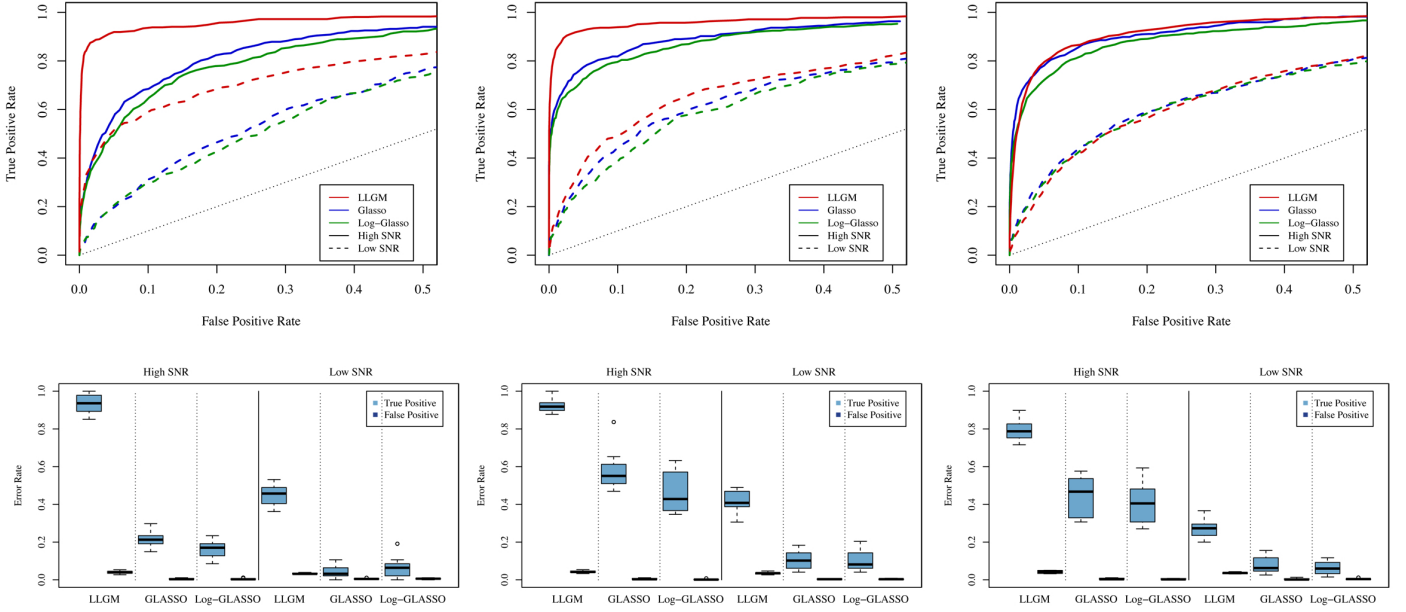 True Positive Rate
0.0 0.2 0.4 0.6 0.8 1.0
LLGM
Glasso
Log−Glasso
High SNR
Low SNR
0.0 0.1 0.2 0.3 0.4 0.5
False Positive Rate
True Positive Rate
0.0 0.2 0.4 0.6 0.8 1.0
LLGM
Glasso
Log−Glasso
High SNR
Low SNR
0.0 0.1 0.2 0.3 0.4 0.5
False Positive Rate
True Positive Rate
0.0 0.2 0.4 0.6 0.8 1.0
LLGM
Glasso
Log−Glasso
High SNR
Low SNR
0.0 0.1 0.2 0.3 0.4 0.5
False Positive Rate
High SNR Low SNR
Error Rate
0.0 0.2 0.4 0.6 0.8 1.0
True Positive
False Positive
LLGM GLASSO Log−GLASSO LLGM GLASSO Log−GLASSO
High SNR Low SNR
Error Rate
0.0 0.2 0.4 0.6 0.8 1.0
True Positive
False Positive
LLGM GLASSO Log−GLASSO LLGM GLASSO Log−GLASSO
High SNR Low SNR
Error Rate
0.0 0.2 0.4 0.6 0.8 1.0
True Positive
False Positive
LLGM GLASSO Log−GLASSO LLGM GLASSO Log−GLASSO